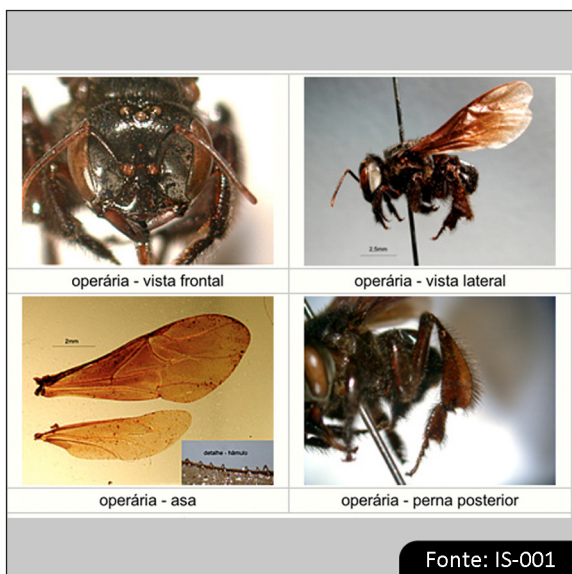 2,5mm
operária - vista frontal
operária - vista lateral
2mm
detalhe - hâmulo
operária - asa
operária - perna posterior
Fonte: IS-001